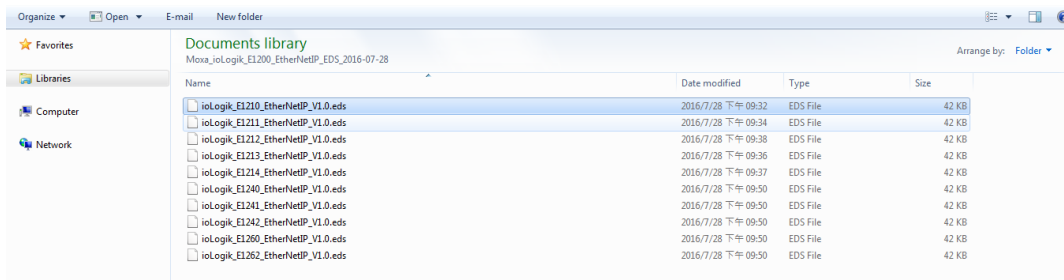 Organize Open E-mail New folder
Favorites
Libraries
Computer
Network
Documents library
Moxa_ioLogik_E1200_EtherNetIP_EDS_2016-07-28
Arrange by: Folder
Name Date modified Type Size
ioLogik_E1210_EtherNetIP_V1.0.eds 2016/7/28 下午 09:32 EDS File 42 KB
ioLogik_E1211_EtherNetIP_V1.0.eds 2016/7/28 下午 09:34 EDS File 42 KB
ioLogik_E1212_EtherNetIP_V1.0.eds 2016/7/28 下午 09:38 EDS File 42 KB
ioLogik_E1213_EtherNetIP_V1.0.eds 2016/7/28 下午 09:36 EDS File 42 KB
ioLogik_E1214_EtherNetIP_V1.0.eds 2016/7/28 下午 09:37 EDS File 42 KB
ioLogik_E1240_EtherNetIP_V1.0.eds 2016/7/28 下午 09:50 EDS File 42 KB
ioLogik_E1241_EtherNetIP_V1.0.eds 2016/7/28 下午 09:50 EDS File 42 KB
ioLogik_E1242_EtherNetIP_V1.0.eds 2016/7/28 下午 09:50 EDS File 42 KB
ioLogik_E1260_EtherNetIP_V1.0.eds 2016/7/28 下午 09:50 EDS File 42 KB
ioLogik_E1262_EtherNetIP_V1.0.eds 2016/7/28 下午 09:50 EDS File 42 KB